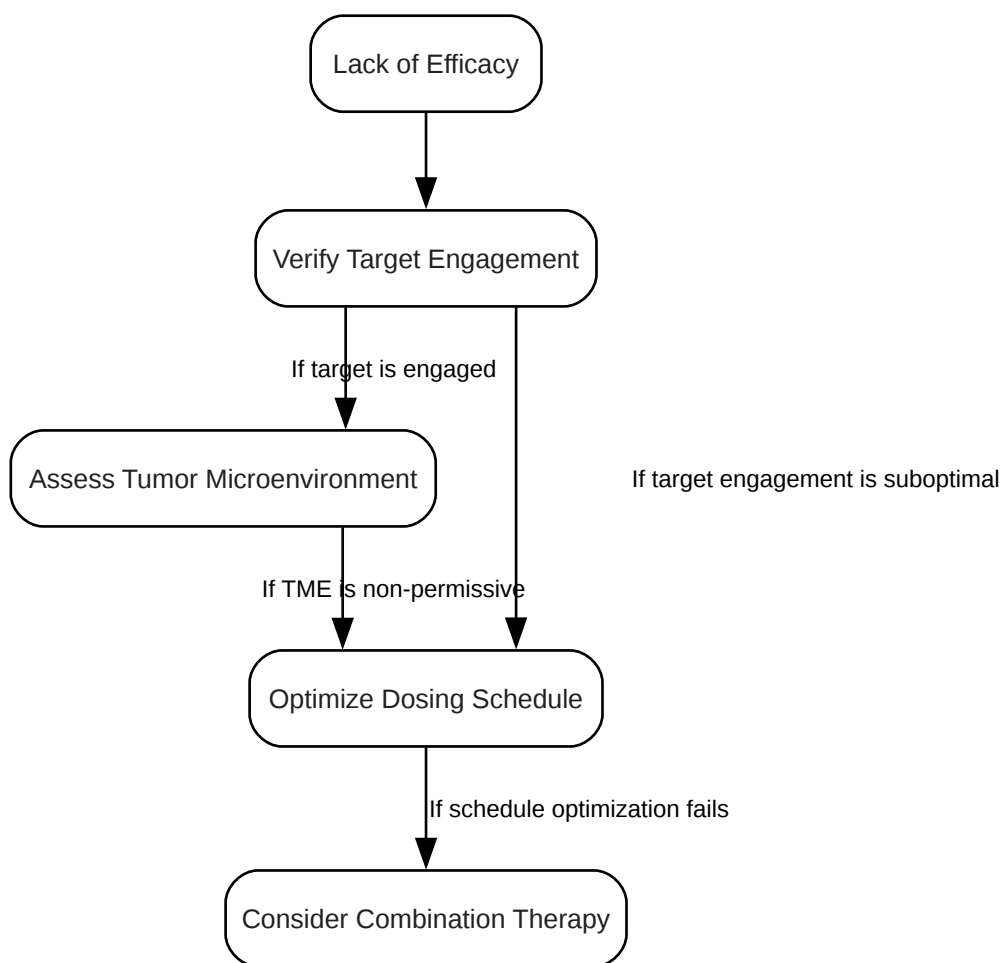 Lack of Efficacy
Verify Target Engagement
If target is engaged
Assess Tumor Microenvironment
If target engagement is suboptimal
If TME is non-permissive
Optimize Dosing Schedule
If schedule optimization fails
Consider Combination Therapy